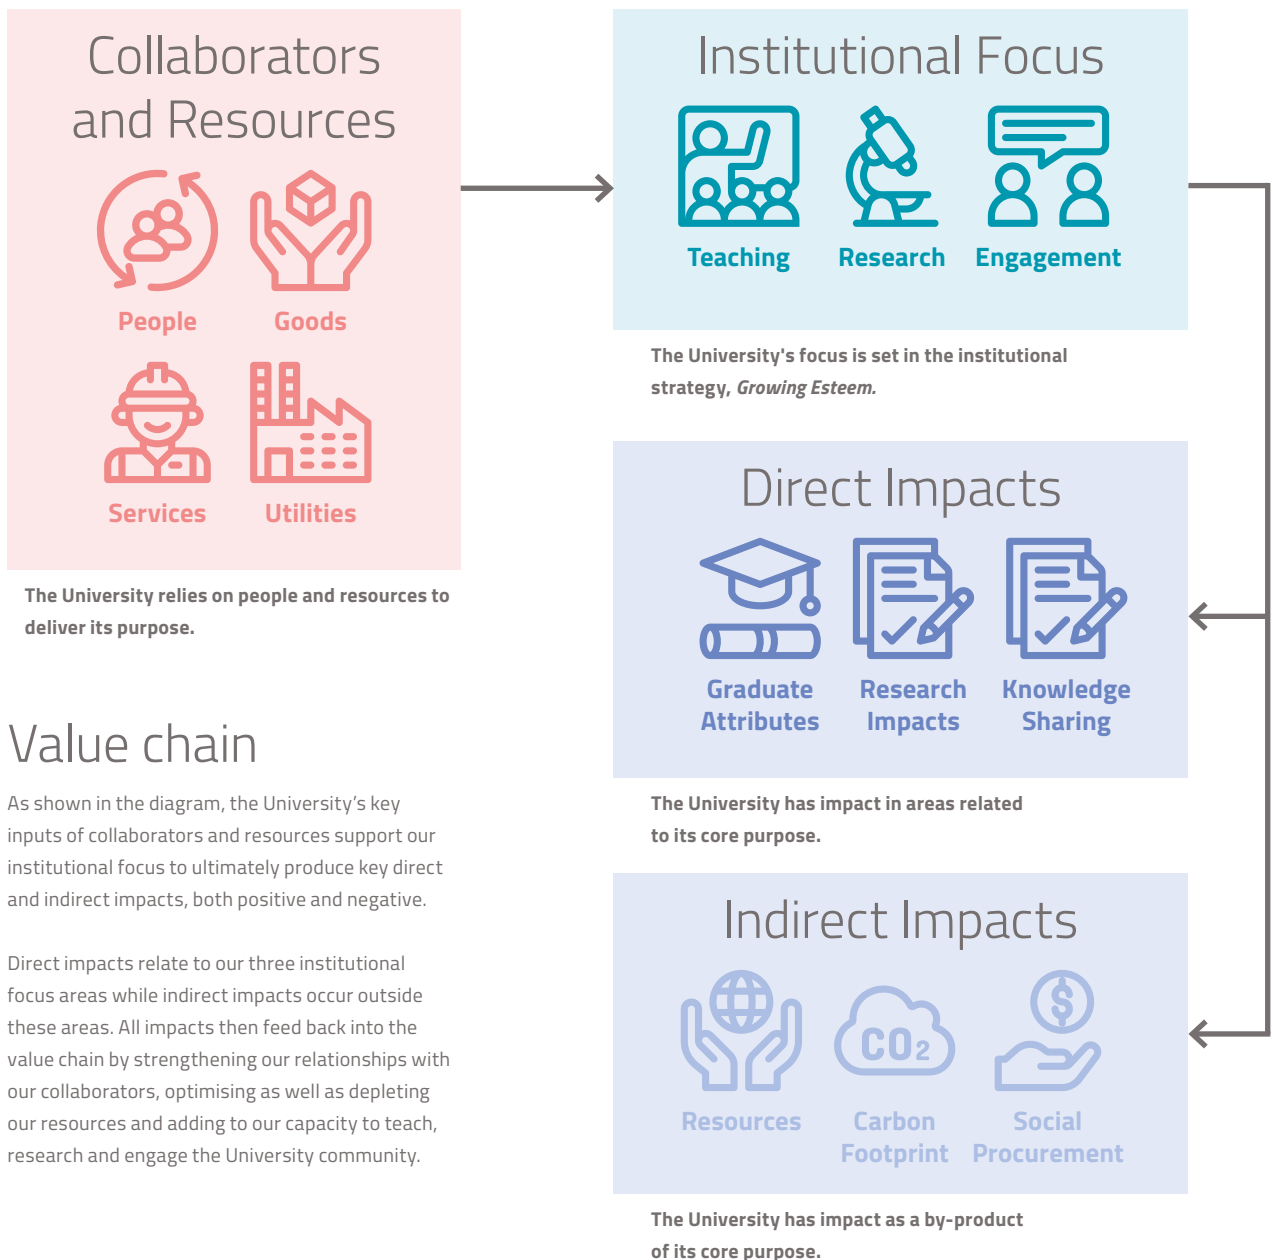 Collaborators
and Resources
People
Goods
Services
Utilities
The University relies on people and resources to
deliver its purpose.
Value chain
As shown in the diagram, the University’s key
inputs of collaborators and resources support our
institutional focus to ultimately produce key direct
and indirect impacts, both positive and negative.
Direct impacts relate to our three institutional
focus areas while indirect impacts occur outside
these areas. All impacts then feed back into the
value chain by strengthening our relationships with
our collaborators, optimising as well as depleting
our resources and adding to our capacity to teach,
research and engage the University community.
Institutional Focus
Teaching
Research
Engagement
The University's focus is set in the institutional
strategy, Growing Esteem.
Direct Impacts
Graduate
Attributes
Research
Impacts
Knowledge
Sharing
The University has impact in areas related
to its core purpose.
Indirect Impacts
$
CO₂
Resources
Carbon
Footprint
Social
Procurement
The University has impact as a by-product
of its core purpose.